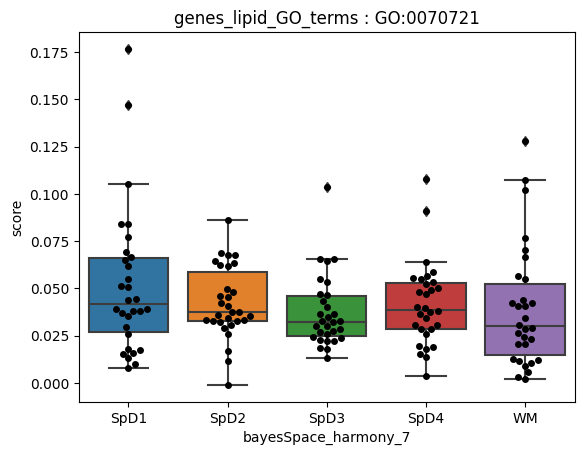 genes_lipid_GO_terms : GO:0070721
0.175
0.150
0.125
0.100
0.075
0.050
0.025
0.000
score
SpD1 SpD2 SpD3 SpD4 WM
bayesSpace_harmony_7